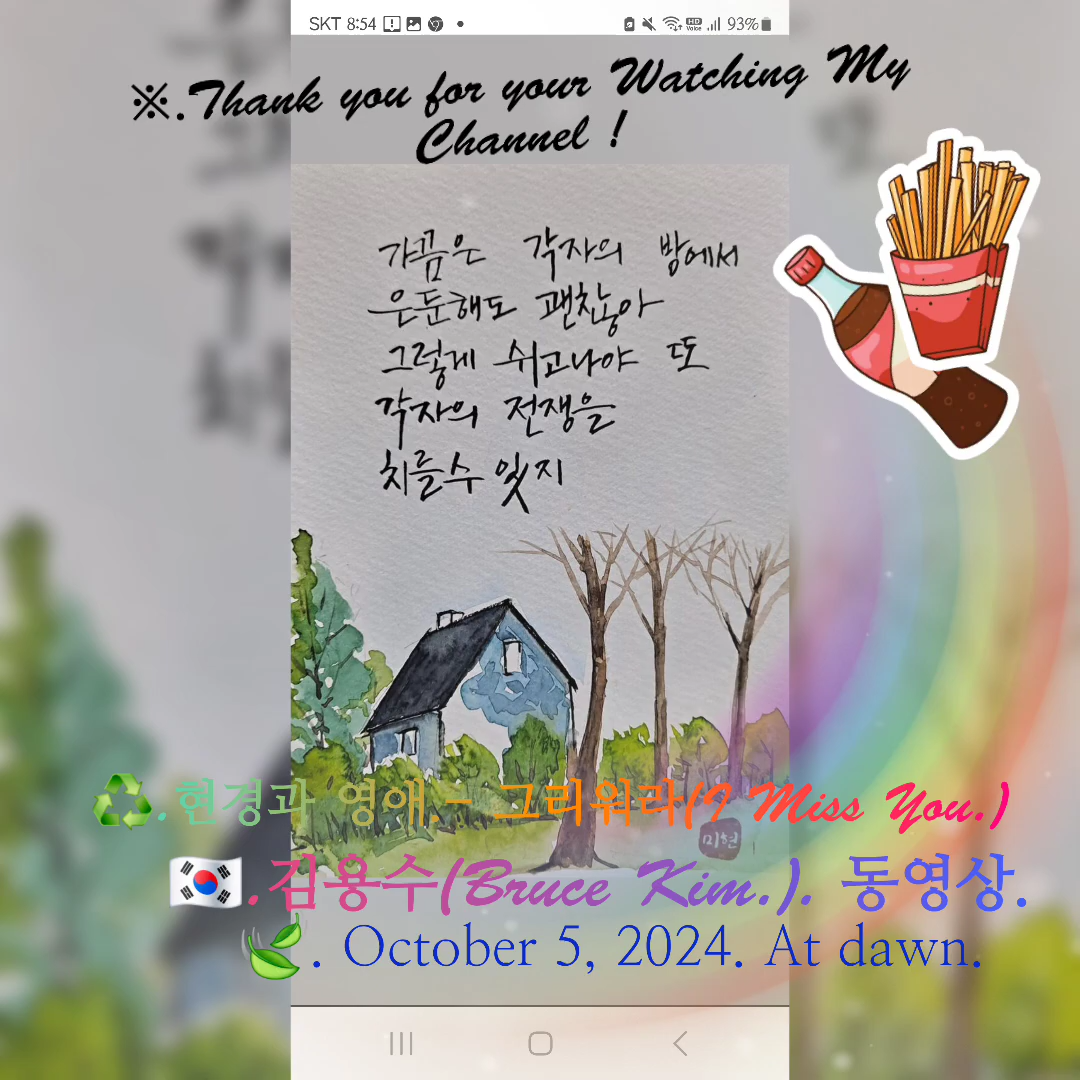 SKT 8:54
HD Voice 93%
※.Thank you for your Watching My
Channel !
가끔은 각자의 방에서
은둔해도 괜찮아
그렇게 쉬고나야 또
각자의 전쟁을
치를수 있지
♻.현경과 영애.- 그리워라(I Miss You.)
미현
🇰🇷.김용수(Bruce Kim.). 동영상.
🍃. October 5, 2024. At dawn.